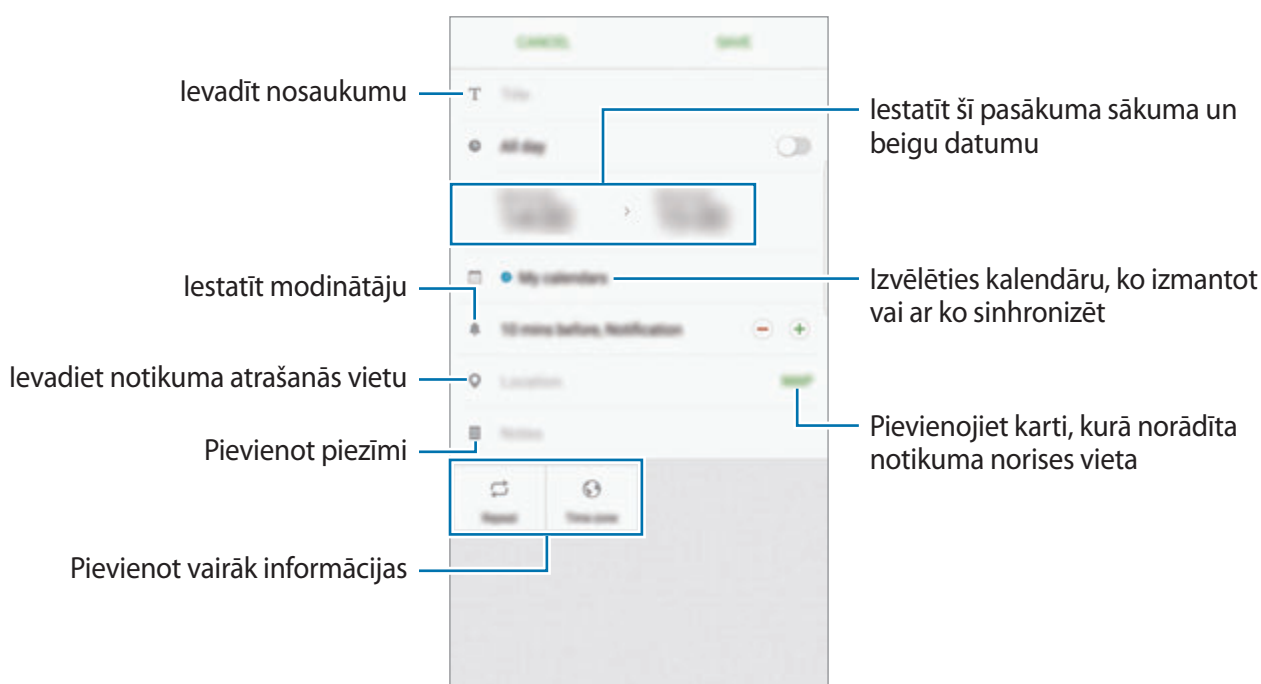 CANCEL
SAVE
Ievadīt nosaukumu
Title
Iestatīt šī pasākuma sākuma un
beigu datumu
All day
Iestatīt modinātāju
My calendars
Izvēlēties kalendāru, ko izmantot
vai ar ko sinhronizēt
10 mins before, Notification
Ievadiet notikuma atrašanās vietu
Location
MAP
Pievienojiet karti, kurā norādīta
notikuma norises vieta
Pievienot piezīmi
Notes
Repeat
Time zone
Pievienot vairāk informācijas